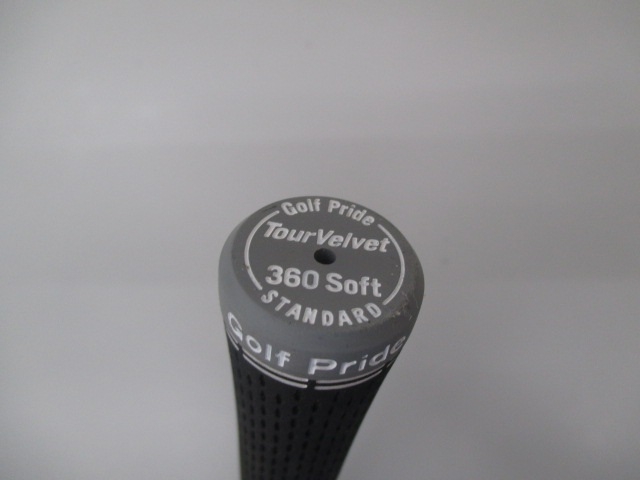 Golf Pride
TourVelvet
360 Soft
STANDARD
Golf Pride